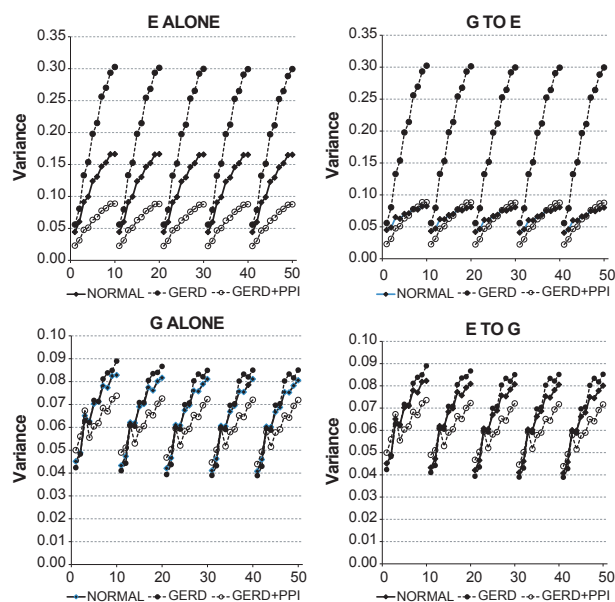 E ALONE
Variance
0.35
0.30
0.25
0.20
0.15
0.10
0.05
0.00
0 10 20 30 40 50
NORMAL GERD GERD+PPI
G TO E
Variance
0.35
0.30
0.25
0.20
0.15
0.10
0.05
0.00
0 10 20 30 40 50
NORMAL GERD GERD+PPI
G ALONE
Variance
0.10
0.09
0.08
0.07
0.06
0.05
0.04
0.03
0.02
0.01
0.00
0 10 20 30 40 50
NORMAL GERD GERD+PPI
E TO G
Variance
0.10
0.09
0.08
0.07
0.06
0.05
0.04
0.03
0.02
0.01
0.00
0 10 20 30 40 50
NORMAL GERD GERD+PPI